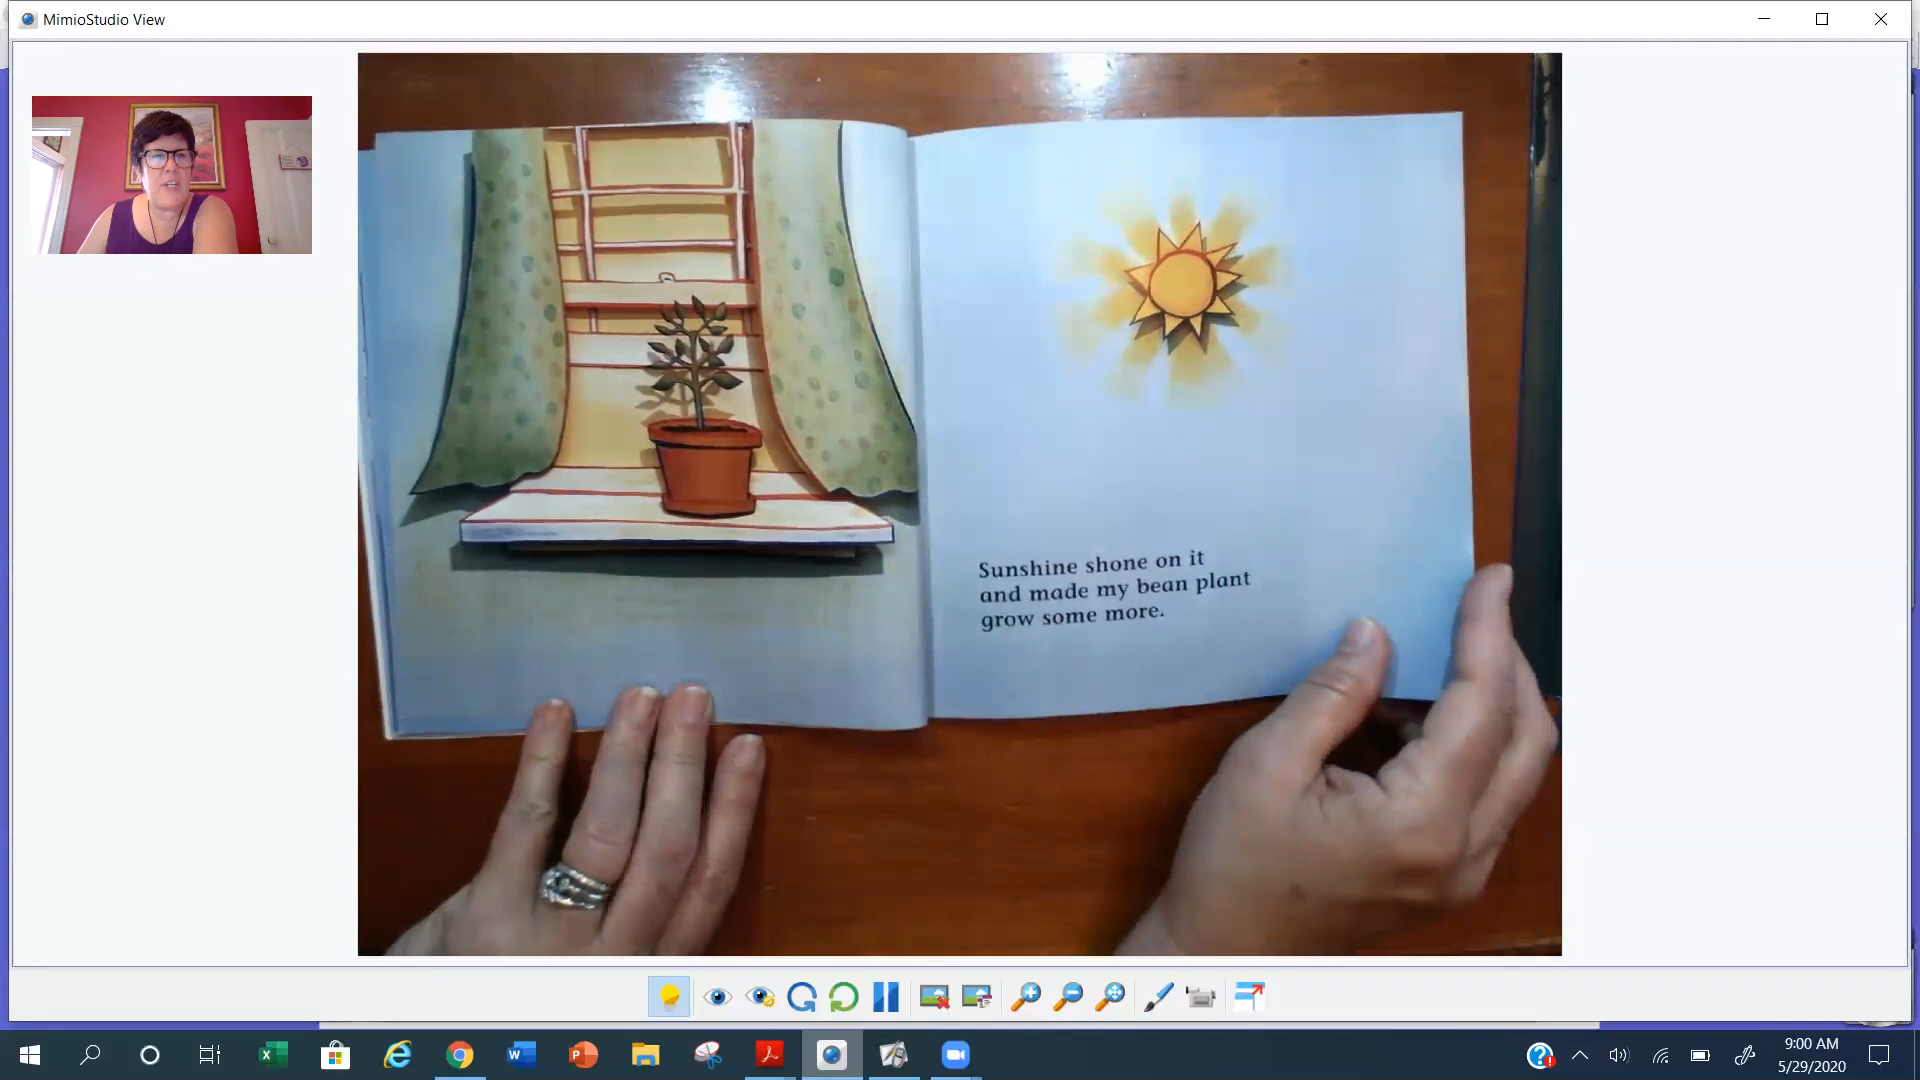 MimioStudio View
Sunshine shone on it
and made my bean plant
grow some more.
9:00 AM
5/29/2020